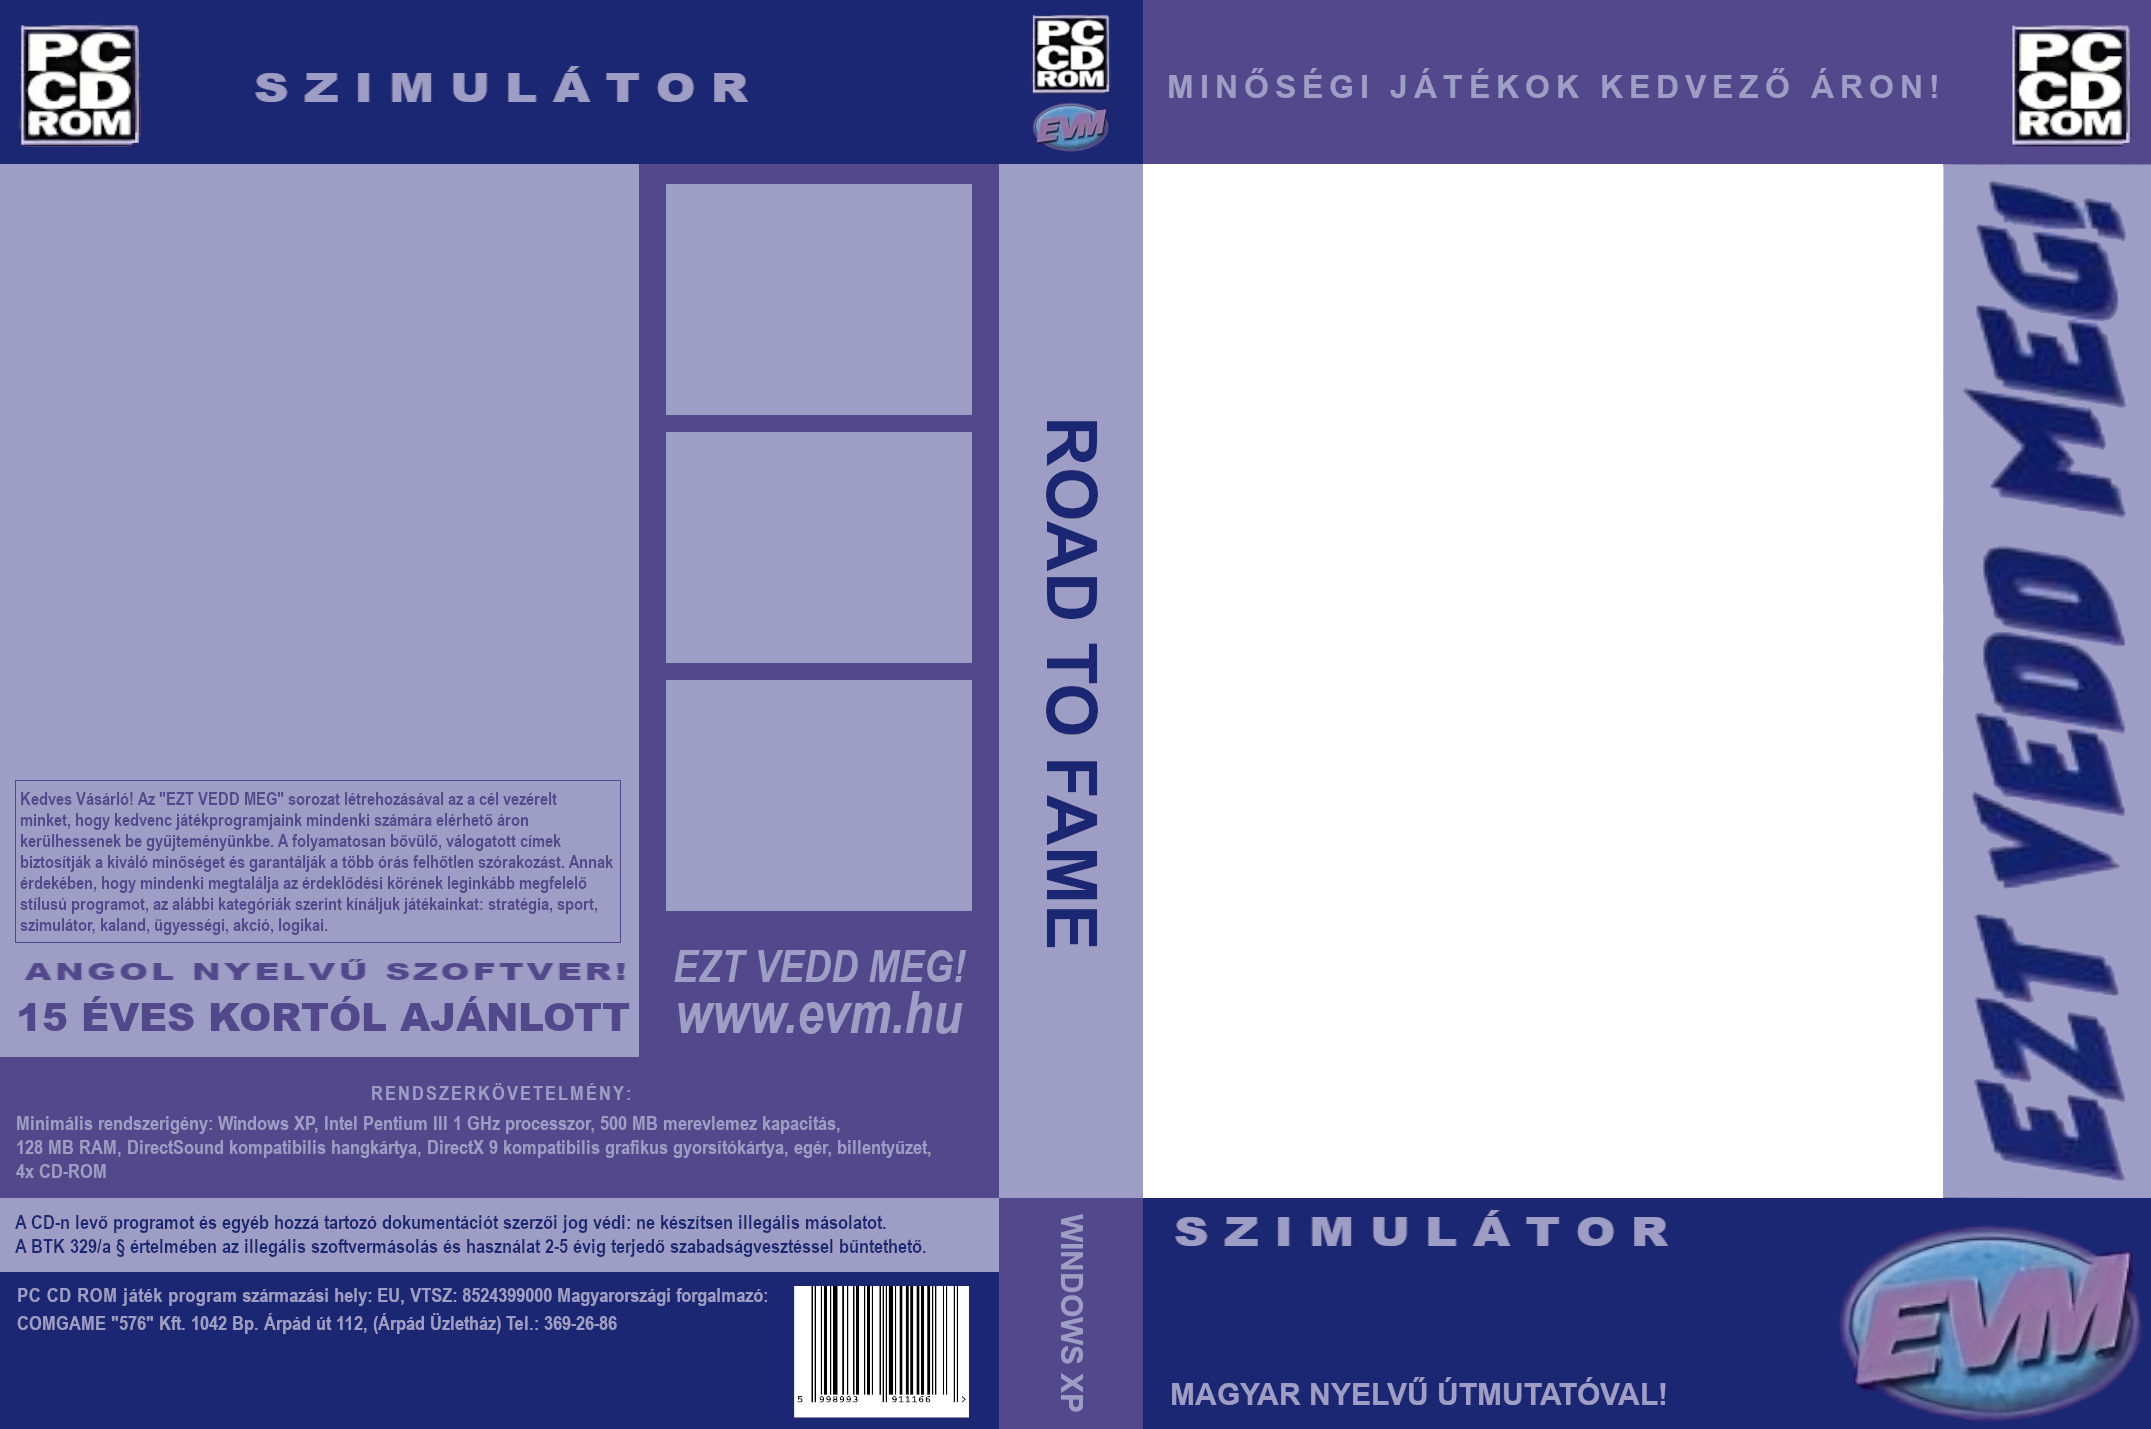 PC
CD
ROM
SZIMULÁTOR
Kedves Vásárló! Az "EZT VEDD MEG" sorozat létrehozásával az a cél vezérelt
minket, hogy kedvenc játékprogramjaink mindenki számára elérhető áron
kerülhessenek be gyűjteményünkbe. A folyamatosan bővülő, válogatott címek
biztosítják a kiváló minőséget és garantálják a több órás felhőtlen szórakozást. Annak
érdekében, hogy mindenki megtalálja az érdeklődési körének leginkább megfelelő
stílusú programot, az alábbi kategóriák szerint kínáljuk játékainkat: stratégia, sport,
szimulátor, kaland, ügyességi, akció, logikai.
ANGOL NYELVŰ SZOFTVER!
15 ÉVES KORTÓL AJÁNLOTT
EZT VEDD MEG!
www.evm.hu
RENDSZERKÖVETELMÉNY:
Minimális rendszerigény: Windows XP, Intel Pentium III 1 GHz processzor, 500 MB merevlemez kapacitás,
128 MB RAM, DirectSound kompatibilis hangkártya, DirectX 9 kompatibilis grafikus gyorsítókártya, egér, billentyűzet,
4x CD-ROM
A CD-n levő programot és egyéb hozzá tartozó dokumentációt szerzői jog védi: ne készítsen illegális másolatot.
A BTK 329/a § értelmében az illegális szoftvermásolás és használat 2-5 évig terjedő szabadságvesztéssel bűntethető.
PC CD ROM játék program származási hely: EU, VTSZ: 8524399000 Magyarországi forgalmazó:
COMGAME "576" Kft. 1042 Bp. Árpád út 112, (Árpád Üzletház) Tel.: 369-26-86
5 998993 911166 >
PC
CD
ROM
EVM
ROAD TO FAME
WINDOWS XP
MINŐSÉGI JÁTÉKOK KEDVEZŐ ÁRON!
PC
CD
ROM
EZT VEDD MEG!
SZIMULÁTOR
MAGYAR NYELVŰ ÚTMUTATÓVAL!
EVM